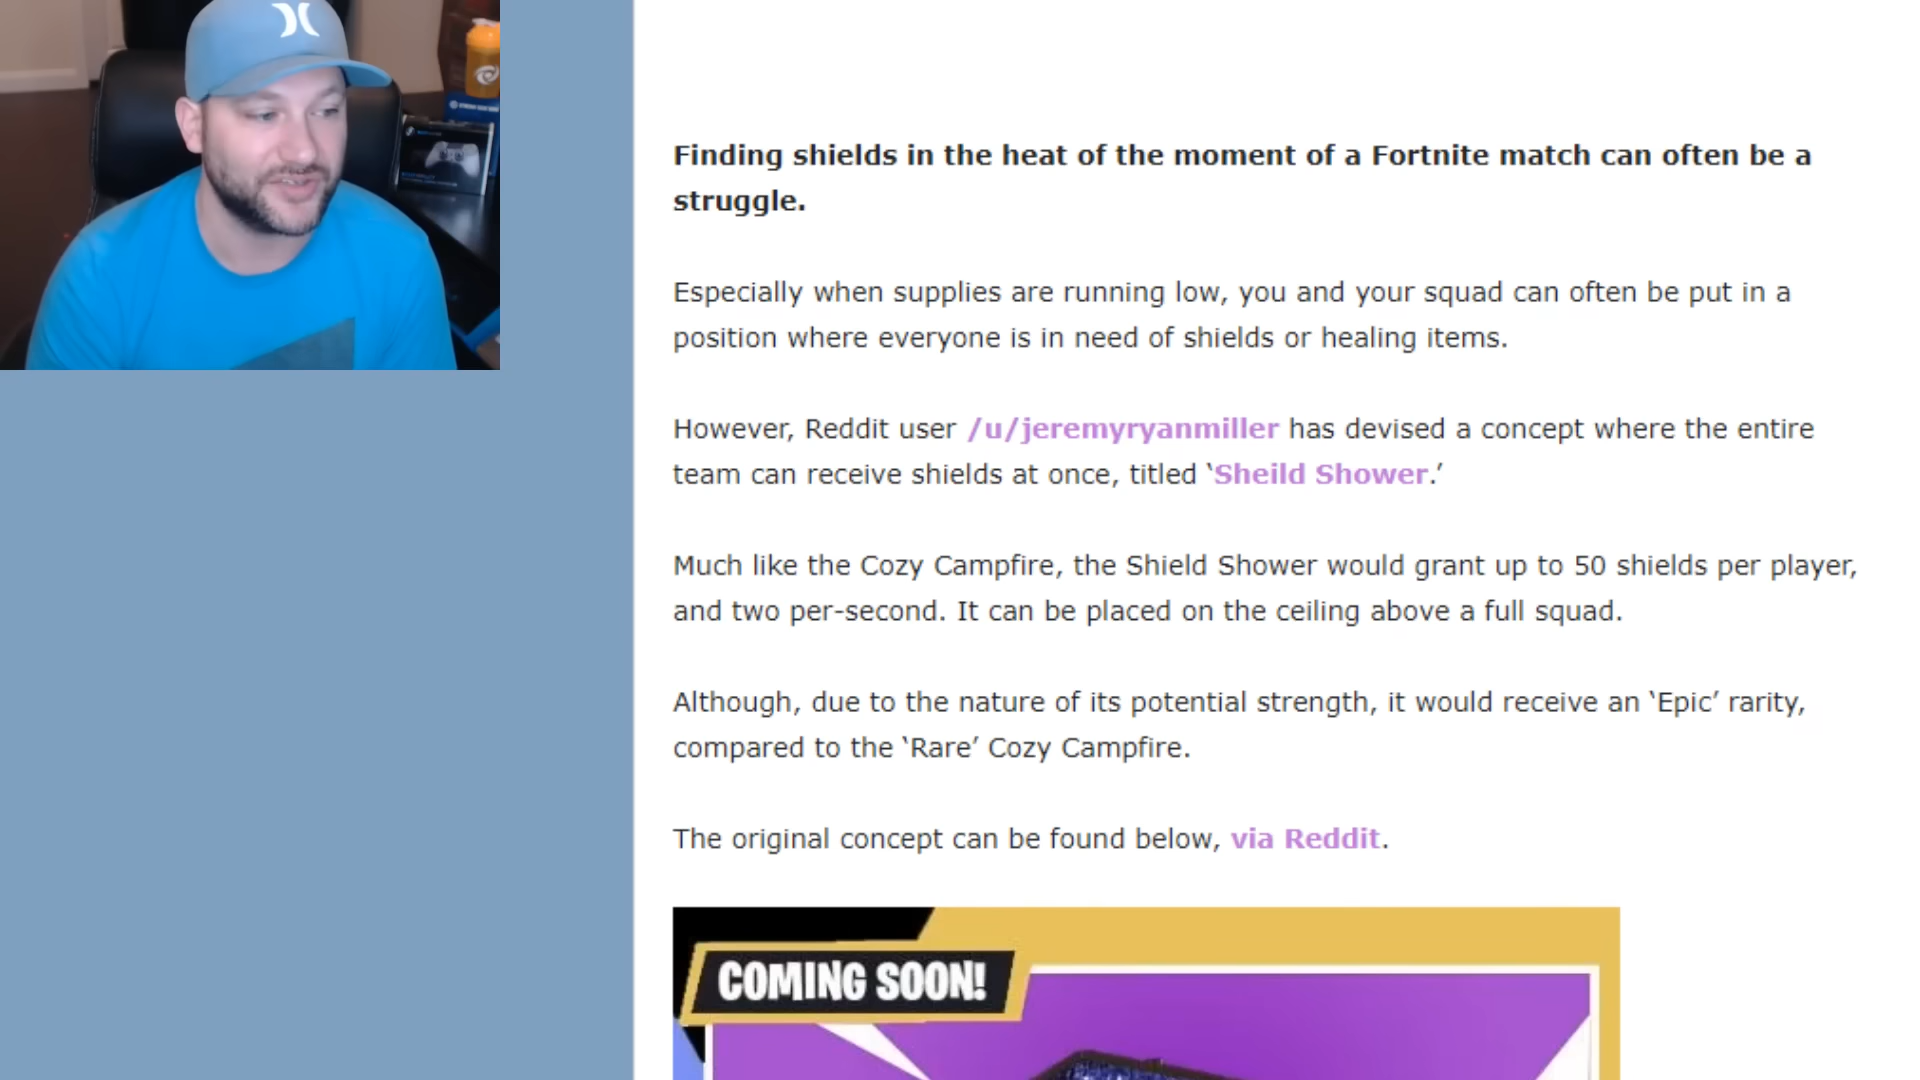 Finding shields in the heat of the moment of a Fortnite match can often be a
struggle.
Especially when supplies are running low, you and your squad can often be put in a
position where everyone is in need of shields or healing items.
However, Reddit user /u/jeremyryanmiller has devised a concept where the entire
team can receive shields at once, titled ‘Sheild Shower.’
Much like the Cozy Campfire, the Shield Shower would grant up to 50 shields per player,
and two per-second. It can be placed on the ceiling above a full squad.
Although, due to the nature of its potential strength, it would receive an ‘Epic’ rarity,
compared to the ‘Rare’ Cozy Campfire.
The original concept can be found below, via Reddit.
COMING SOON!